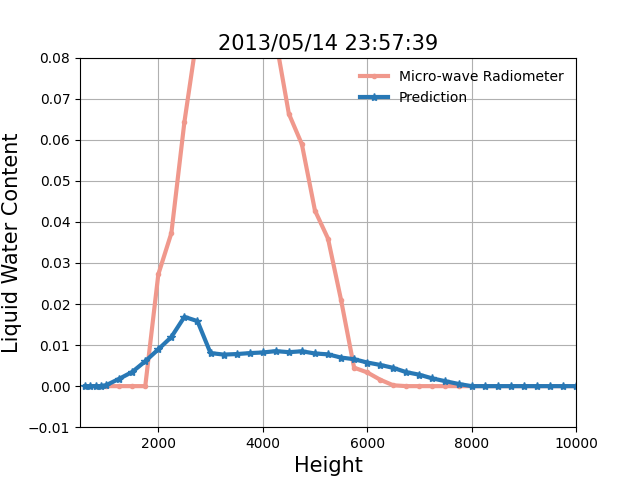 2013/05/14 23:57:39
Micro-wave Radiometer
Prediction
Liquid Water Content
0.08
0.07
0.06
0.05
0.04
0.03
0.02
0.01
0.00
−0.01
2000 4000 6000 8000 10000
Height